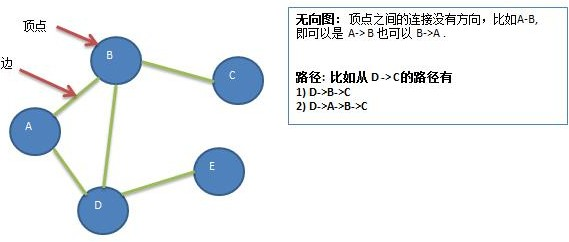 顶点
边
B
C
A
E
D
无向图: 顶点之间的连接没有方向，比如A-B,
即可以是 A-> B 也可以 B->A .
路径: 比如从 D -> C的路径有
1) D->B->C
2) D->A->B->C